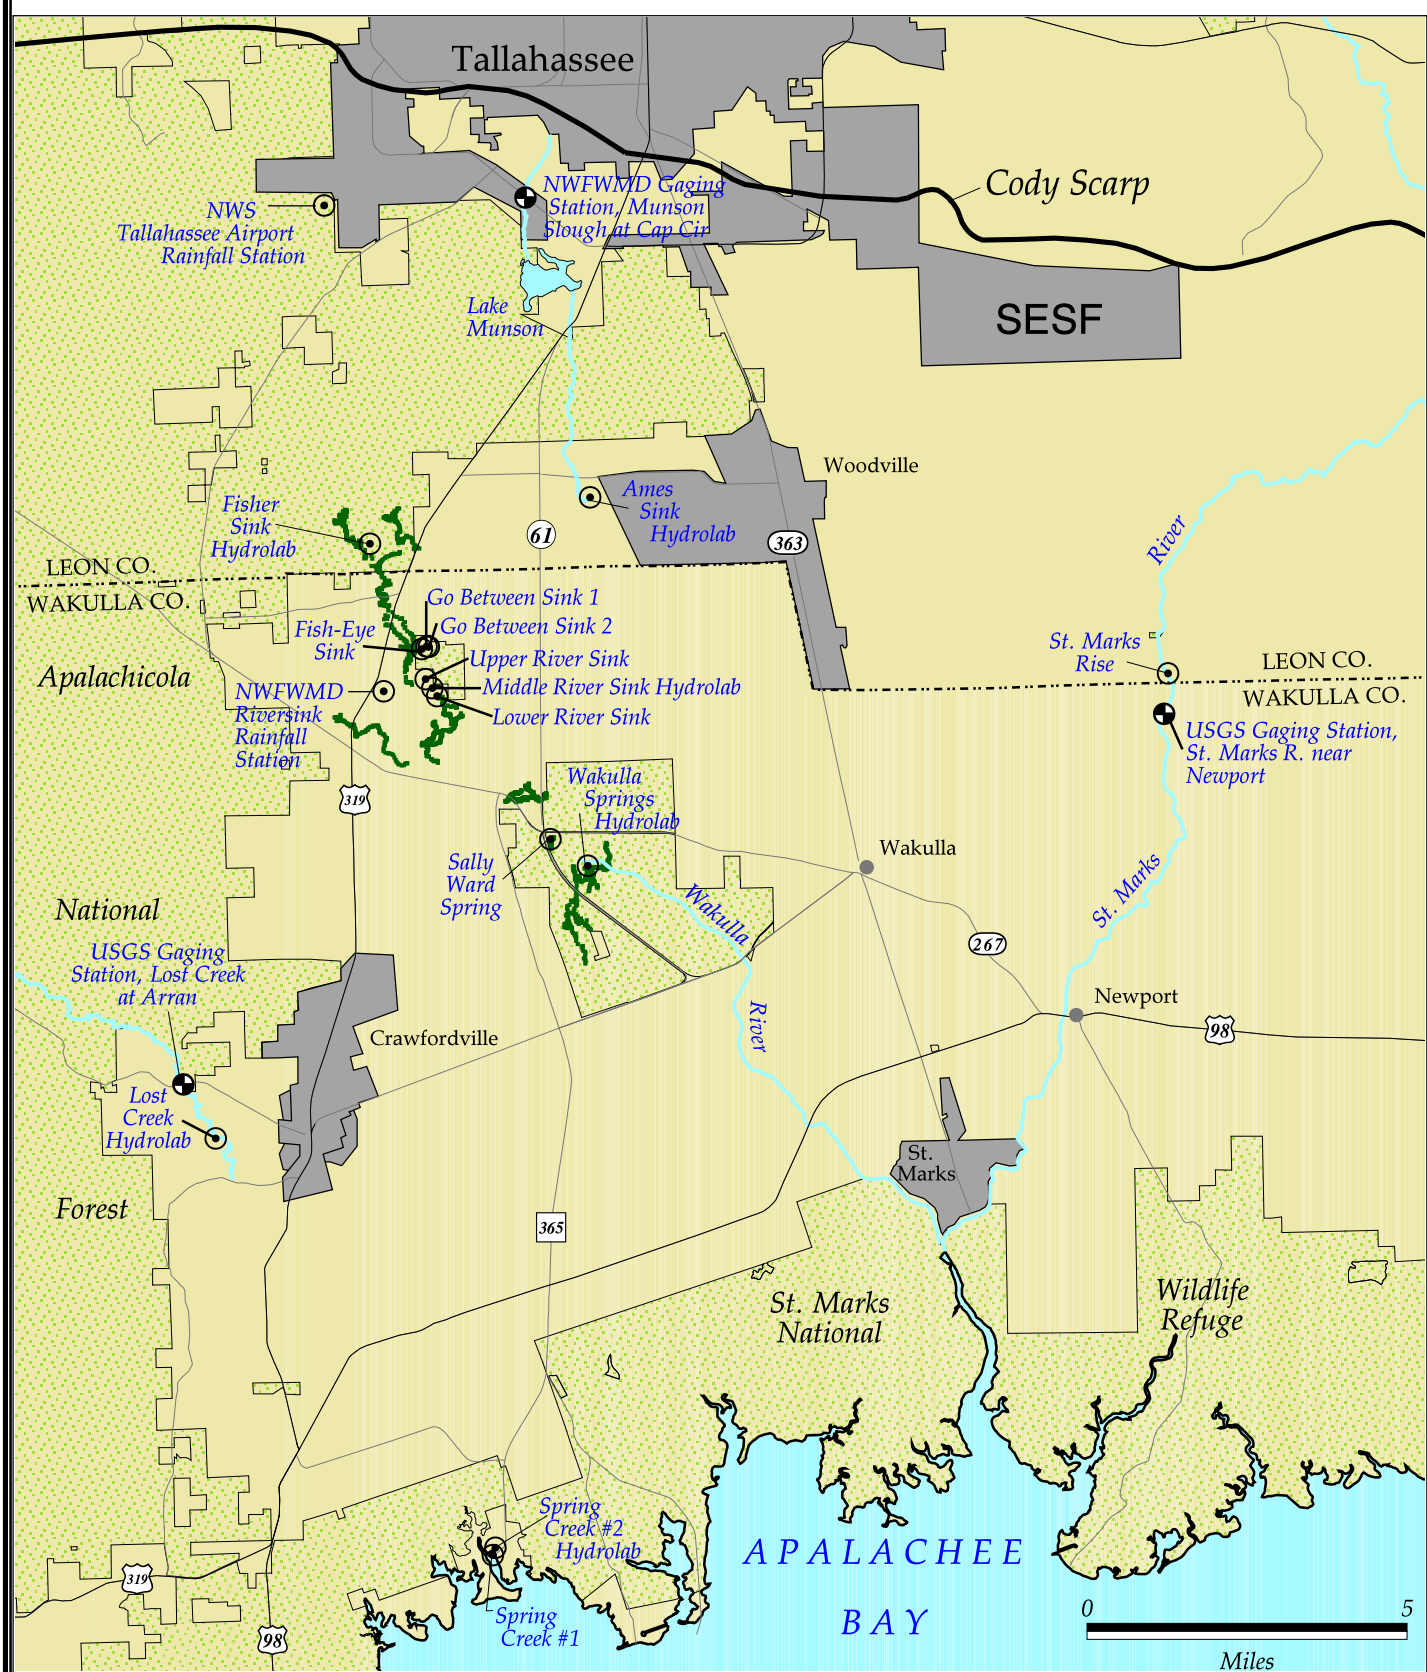 Tallahassee
Cody Scarp
NWFWMD Gaging
Station, Munson
Slough at Cap Cir
NWS
Tallahassee Airport
Rainfall Station
Lake
Munson
SESF
Woodville
Fisher
Sink
Hydrolab
Ames
Sink
Hydrolab
61
363
River
LEON CO.
WAKULLA CO.
Go Between Sink 1
Go Between Sink 2
Fish-Eye
Sink
Upper River Sink
Middle River Sink Hydrolab
Lower River Sink
NWFWMD
Riversink
Rainfall
Station
Apalachicola
St. Marks
Rise
LEON CO.
WAKULLA CO.
USGS Gaging Station,
St. Marks R. near
Newport
319
Wakulla
Springs
Hydrolab
Sally
Ward
Spring
Wakulla
Wakulla
River
St. Marks
267
National
USGS Gaging
Station, Lost Creek
at Arran
Newport
98
Crawfordville
Lost
Creek
Hydrolab
St.
Marks
Forest
365
St. Marks
National
Wildlife
Refuge
Spring
Creek #2
Hydrolab
Spring
Creek #1
APALACHEE
BAY
319
98
0 5
Miles